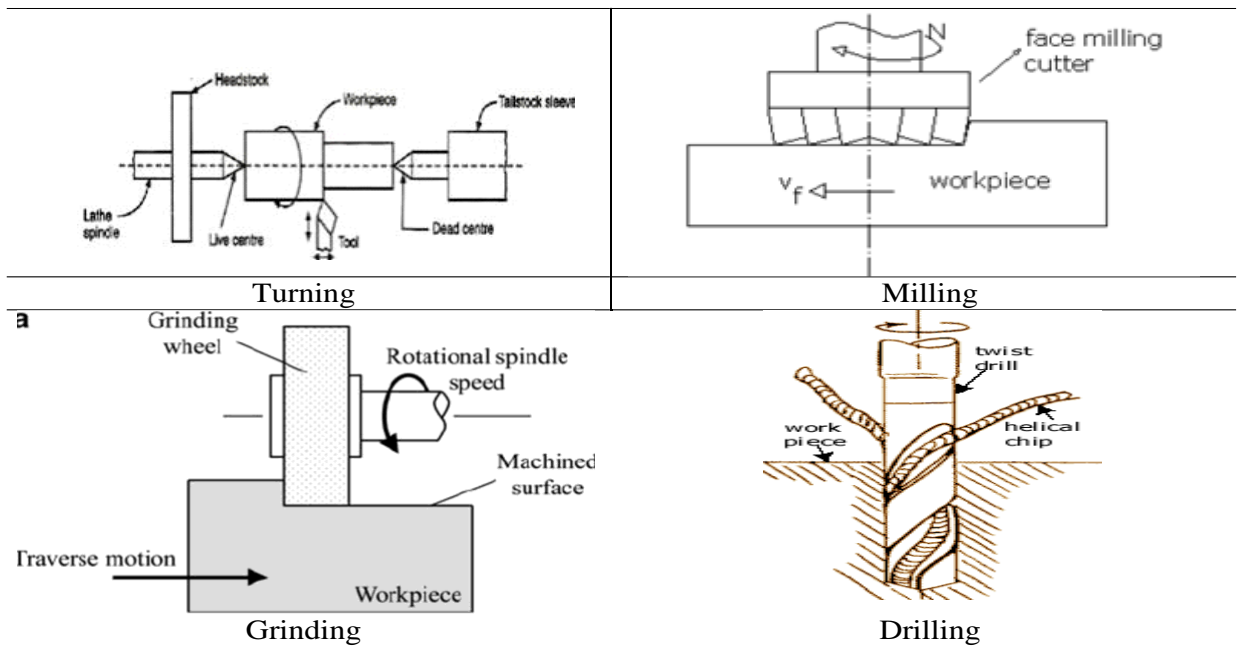 Headstock
Workpiece
Tailstock sleeve
Lathe
spindle
Live centre
Tool
Dead centre
Turning
N
face milling
cutter
vf
workpiece
Milling
a
Grinding
wheel
Rotational spindle
speed
Machined
surface
Traverse motion
Workpiece
Grinding
twist
drill
work
piece
helical
chip
Drilling